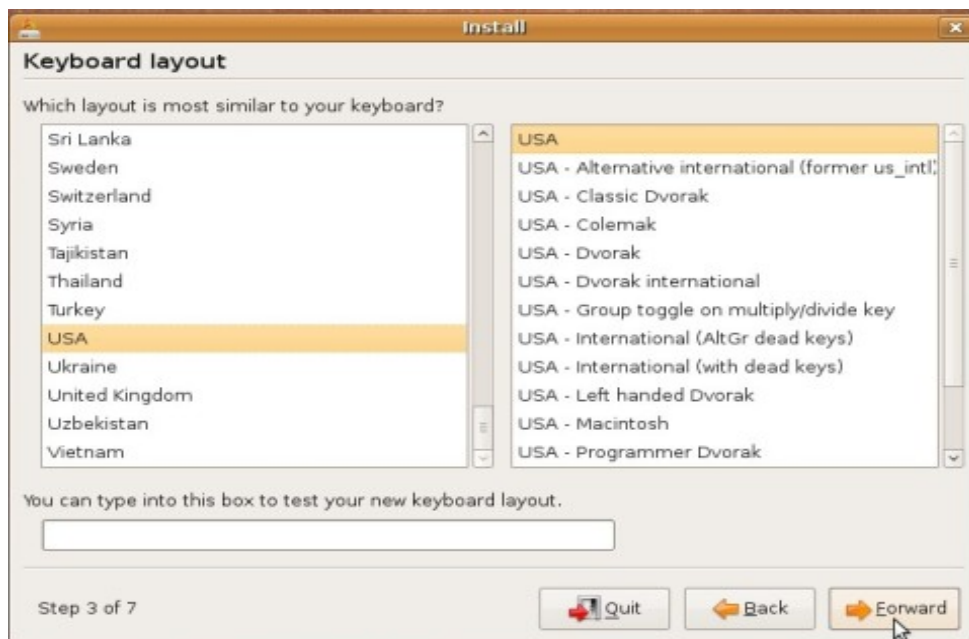 Install
Keyboard layout
Which layout is most similar to your keyboard?
Sri Lanka
Sweden
Switzerland
Syria
Tajikistan
Thailand
Turkey
USA
Ukraine
United Kingdom
Uzbekistan
Vietnam
USA
USA - Alternative international (former us_intl)
USA - Classic Dvorak
USA - Colemak
USA - Dvorak
USA - Dvorak international
USA - Group toggle on multiply/divide key
USA - International (AltGr dead keys)
USA - International (with dead keys)
USA - Left handed Dvorak
USA - Macintosh
USA - Programmer Dvorak
You can type into this box to test your new keyboard layout.
Step 3 of 7
Quit
Back
Forward